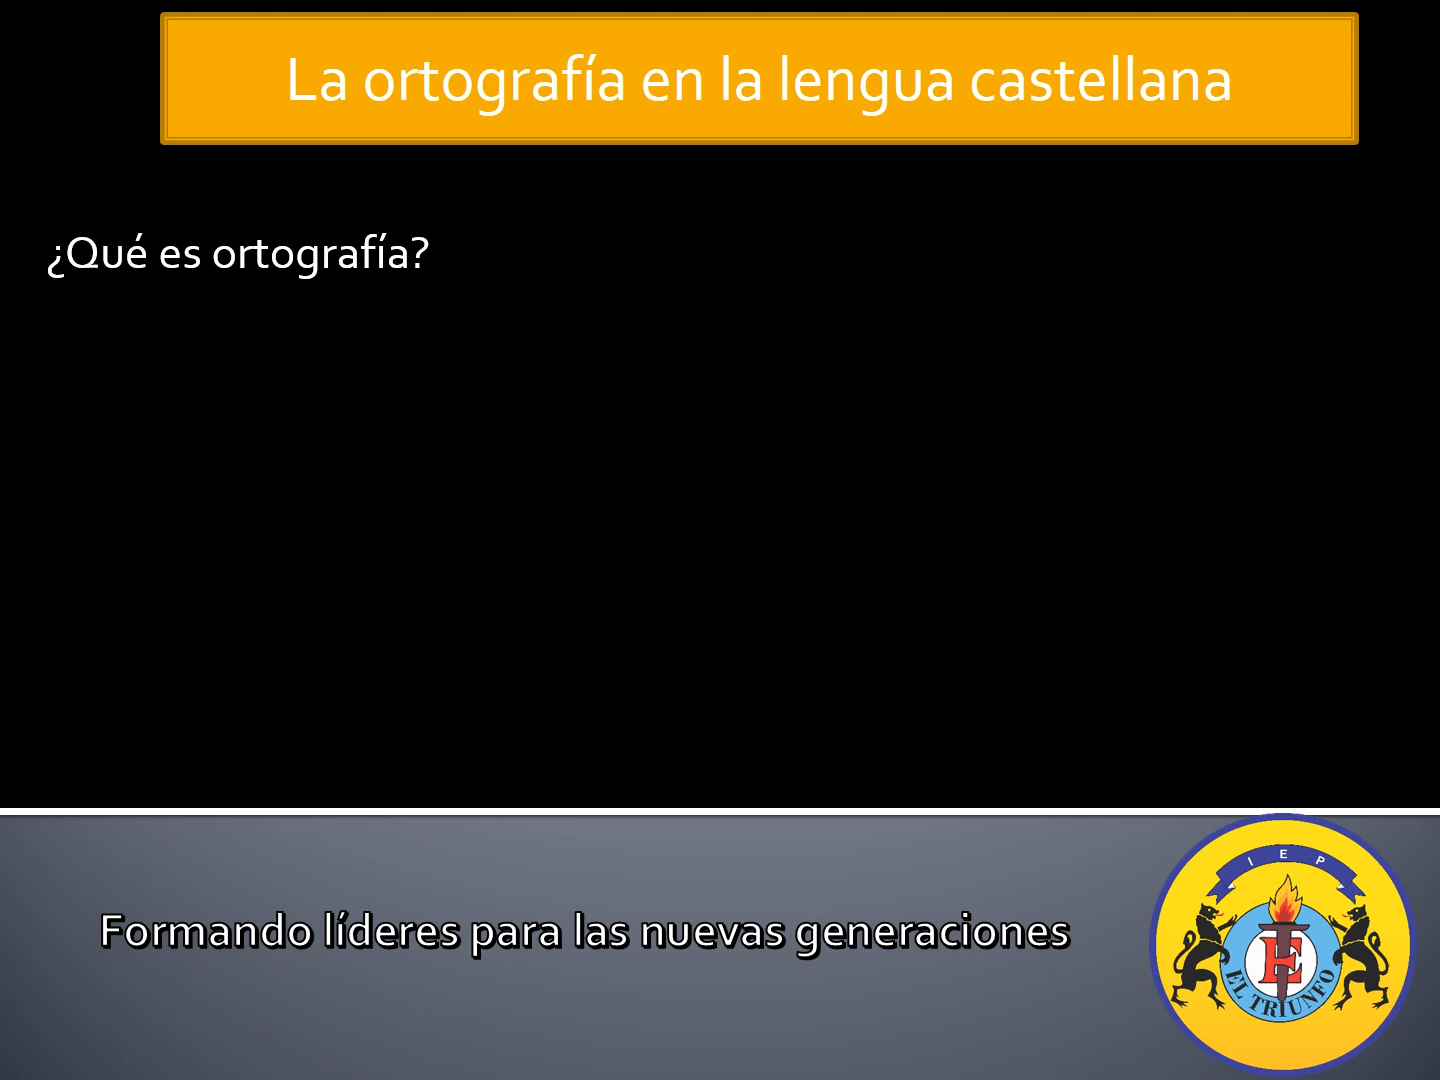 La ortografía en la lengua castellana
¿Qué es ortografía?
Formando líderes para las nuevas generaciones
I E P
E
EL TRIUNFO